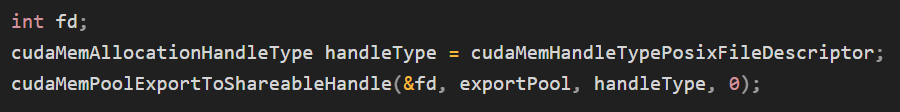 int fd;
cudaMemAllocationHandleType handleType = cudaMemHandleTypePosixFileDescriptor;
cudaMemPoolExportToShareableHandle(&fd, exportPool, handleType, 0);